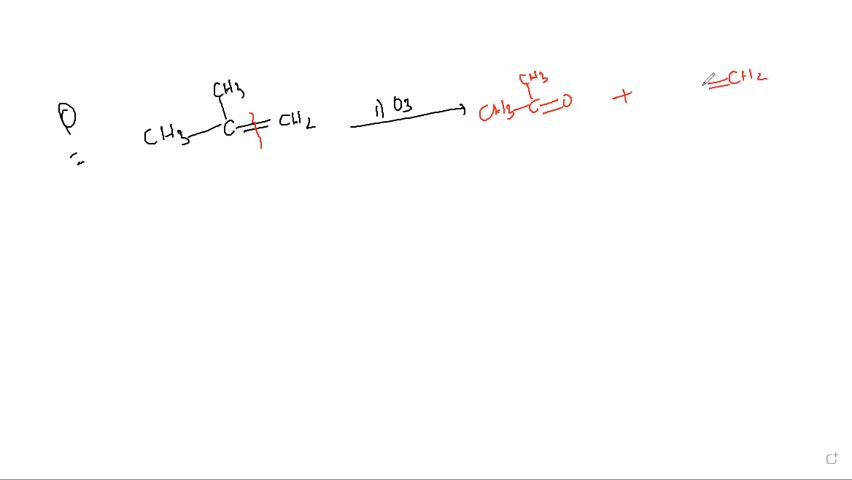 Q
CH3
CH3-C=CH2
1) O3
CH3
CH3-C=O + =CH2